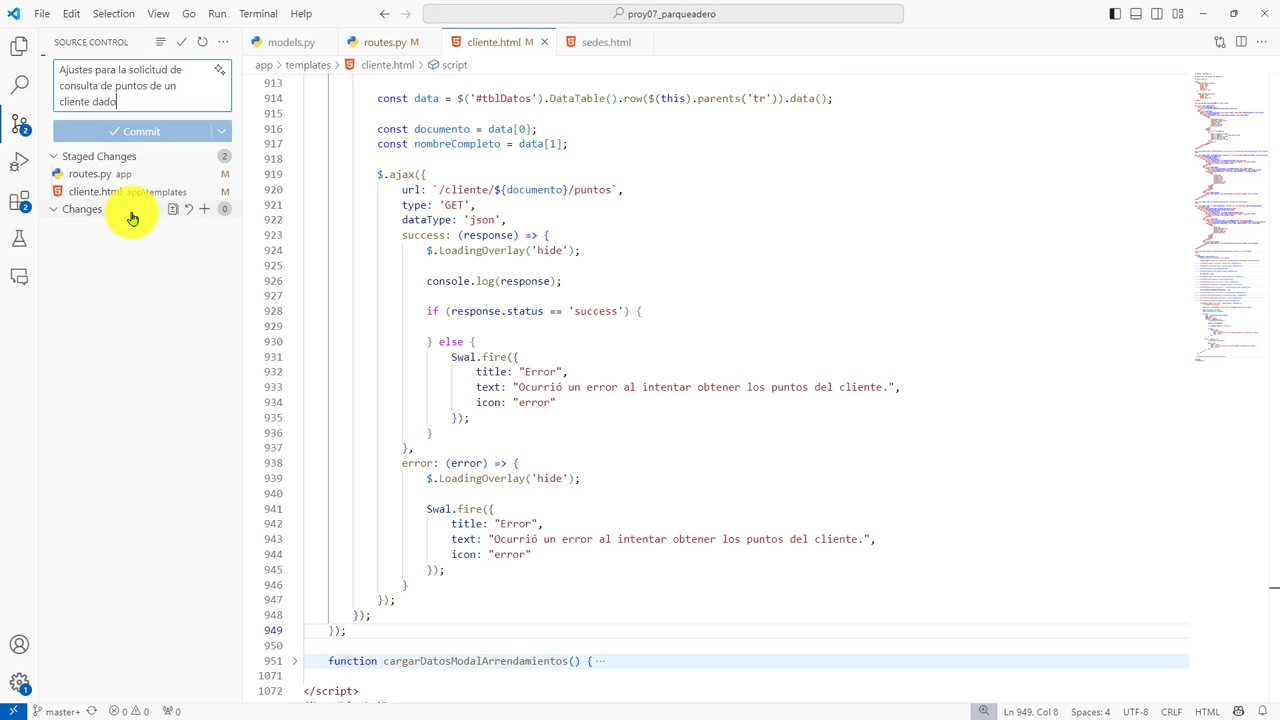 File Edit Selection View Go Run Terminal Help
proy07_parqueadero
SOURCE CONTROL
models.py
routes.py M
cliente.html M
sedes.html
app > templates > cliente.html > script
Ajustes para la solicitud de
consulta de puntos de un
cliente dado
Commit
Staged Changes 2
app
cliente.html app\templates M
2
2
1
913
914 const data = $('#tbDatos').DataTable().row($(this).parents('tr')).data();
915
916 const documento = data[0];
917 const nombreCompleto = data[1];
918
919 $.ajax({
920 url: `/cliente/${documento}/puntos`,
921 type: 'GET',
922 dataType: 'json',
923 success: (response) => {
924 $.LoadingOverlay('hide');
925
926 console.log(response);
927
928 {
929
930 else {
931 Swal.fire({
932 title: "Error",
933 text: "Ocurrió un error al intentar obtener los puntos del cliente.",
934 icon: "error"
935 });
936 }
937 },
938 error: (error) => {
939 $.LoadingOverlay('hide');
940
941 Swal.fire({
942 title: "Error",
943 text: "Ocurrió un error al intentar obtener los puntos del cliente.",
944 icon: "error"
945 });
946 }
947 });
948 });
949 });
950
951 function cargarDatosModalArrendamientos() { ···
1071
1072 </script>
master+ 0 0 0
Ln 949, Col 8 Spaces: 4 UTF-8 CRLF HTML